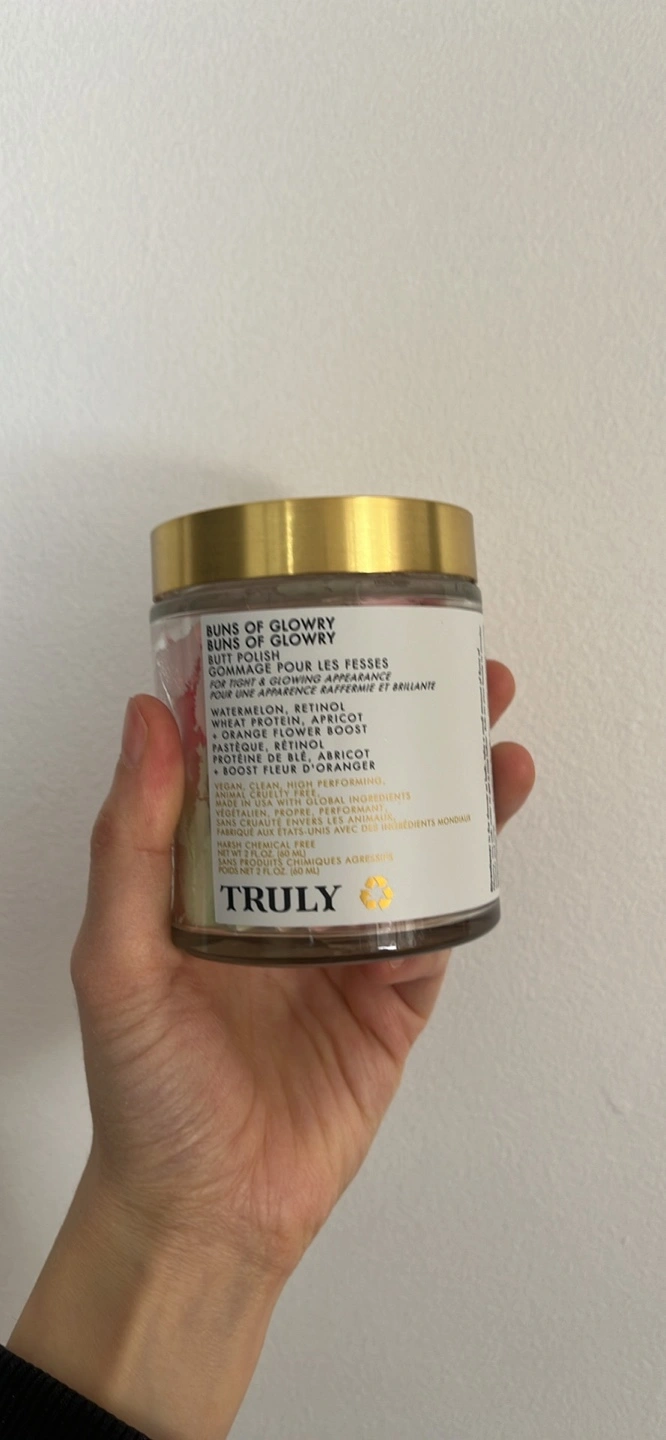 BUNS OF GLOWRY
BUNS OF GLOWRY
BUTT POLISH
GOMMAGE POUR LES FESSES
FOR TIGHT & GLOWING APPEARANCE
POUR UNE APPARENCE RAFFERMIE ET BRILLANTE
WATERMELON, RETINOL
WHEAT PROTEIN, APRICOT
+ ORANGE FLOWER BOOST
PASTÈQUE, RÉTINOL
PROTÉINE DE BLÉ, ABRICOT
+ BOOST FLEUR D'ORANGER
VEGAN, CLEAN, HIGH PERFORMING,
ANIMAL CRUELTY FREE,
MADE IN USA WITH GLOBAL INGREDIENTS
VÉGÉTALIEN, PROPRE, PERFORMANT,
SANS CRUAUTÉ ENVERS LES ANIMAUX,
FABRIQUÉ AUX ÉTATS-UNIS AVEC DES INGRÉDIENTS MONDIAUX
HARSH CHEMICAL FREE
NET WT 2 FL.OZ. (60 ML)
SANS PRODUITS CHIMIQUES AGRESSIFS
POIDS NET 2 FL.OZ. (60 ML)
TRULY